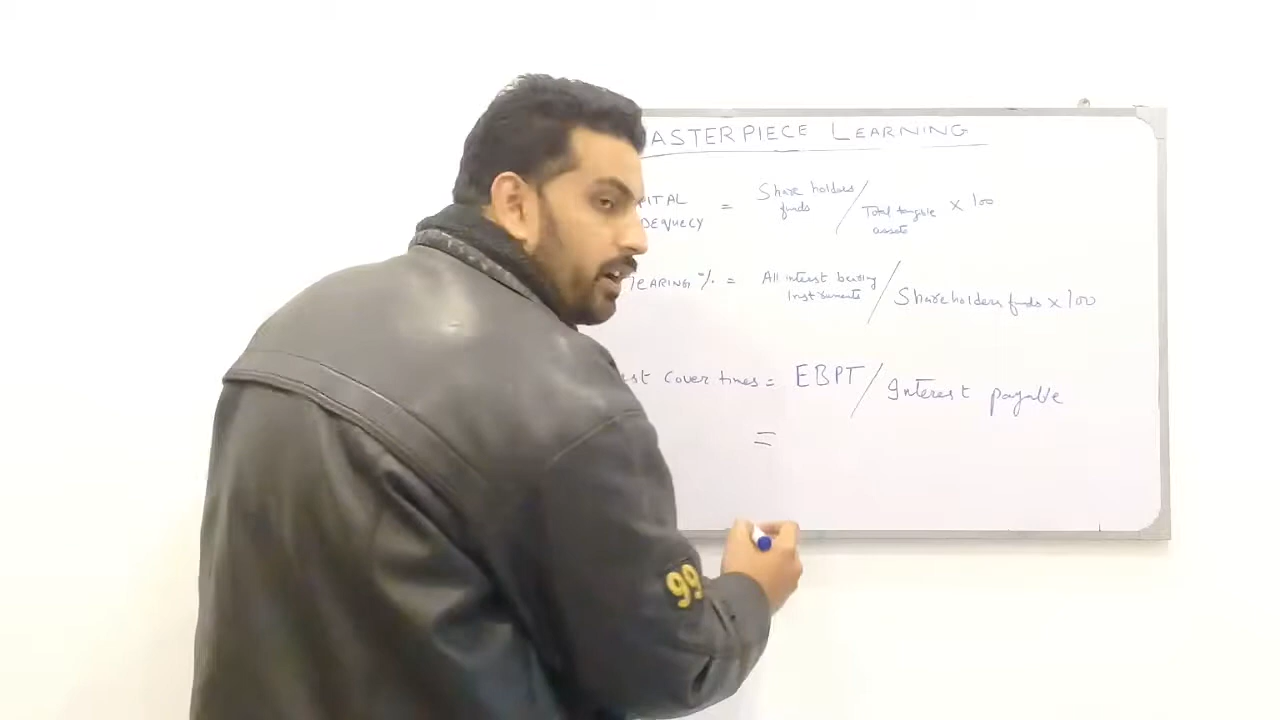 ASTERPIECE LEARNING
PITAL = Share holders / × 100
DEQUECY funds Total tangible
assets
EARING % = All interest bearing / Shareholders funds × 100
Instruments
st cover times = EBPT / Interest payable
=
99